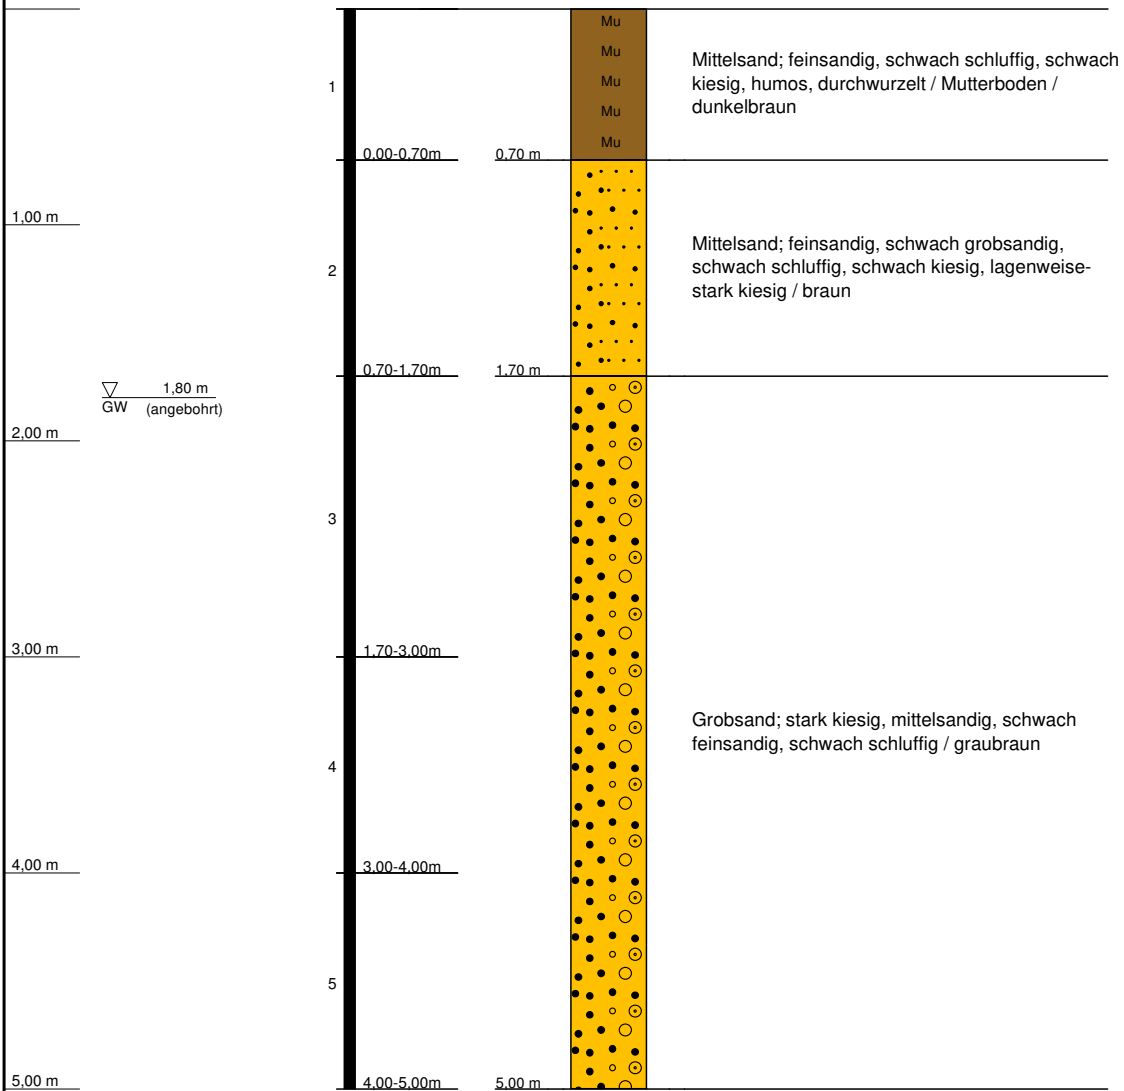 Mu
Mu
Mu
Mu
Mu
1
Mittelsand; feinsandig, schwach schluffig, schwach
kiesig, humos, durchwurzelt / Mutterboden /
dunkelbraun
0,00-0,70m
0,70 m
1,00 m
2
Mittelsand; feinsandig, schwach grobsandig,
schwach schluffig, schwach kiesig, lagenweise-
stark kiesig / braun
0,70-1,70m
1,70 m
1,80 m
GW (angebohrt)
2,00 m
3
3,00 m
1,70-3,00m
4
Grobsand; stark kiesig, mittelsandig, schwach
feinsandig, schwach schluffig / graubraun
4,00 m
3,00-4,00m
5
5,00 m
4,00-5,00m
5,00 m